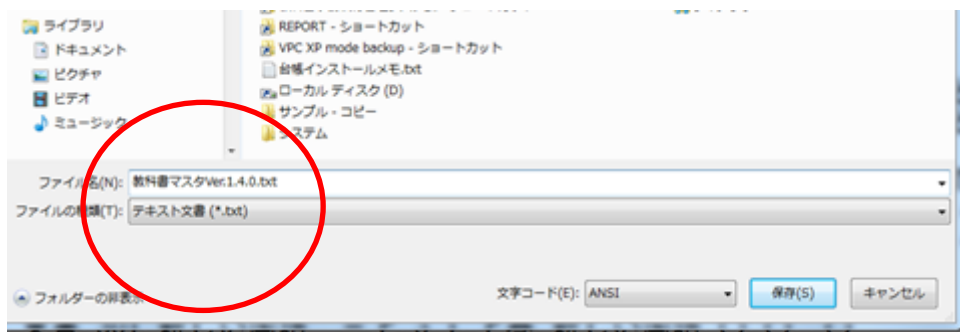 REPORT - ショートカット
ライブラリ
VPC XP mode backup - ショートカット
ドキュメント
台帳インストールメモ.txt
ピクチャ
ローカル ディスク (D)
ビデオ
サンプル - コピー
ミュージック
システム
ファイル名(N): 教科書マスタVer.1.4.0.txt
ファイルの種類(T): テキスト文書 (*.txt)
フォルダーの非表示
文字コード(E): ANSI
保存(S)
キャンセル